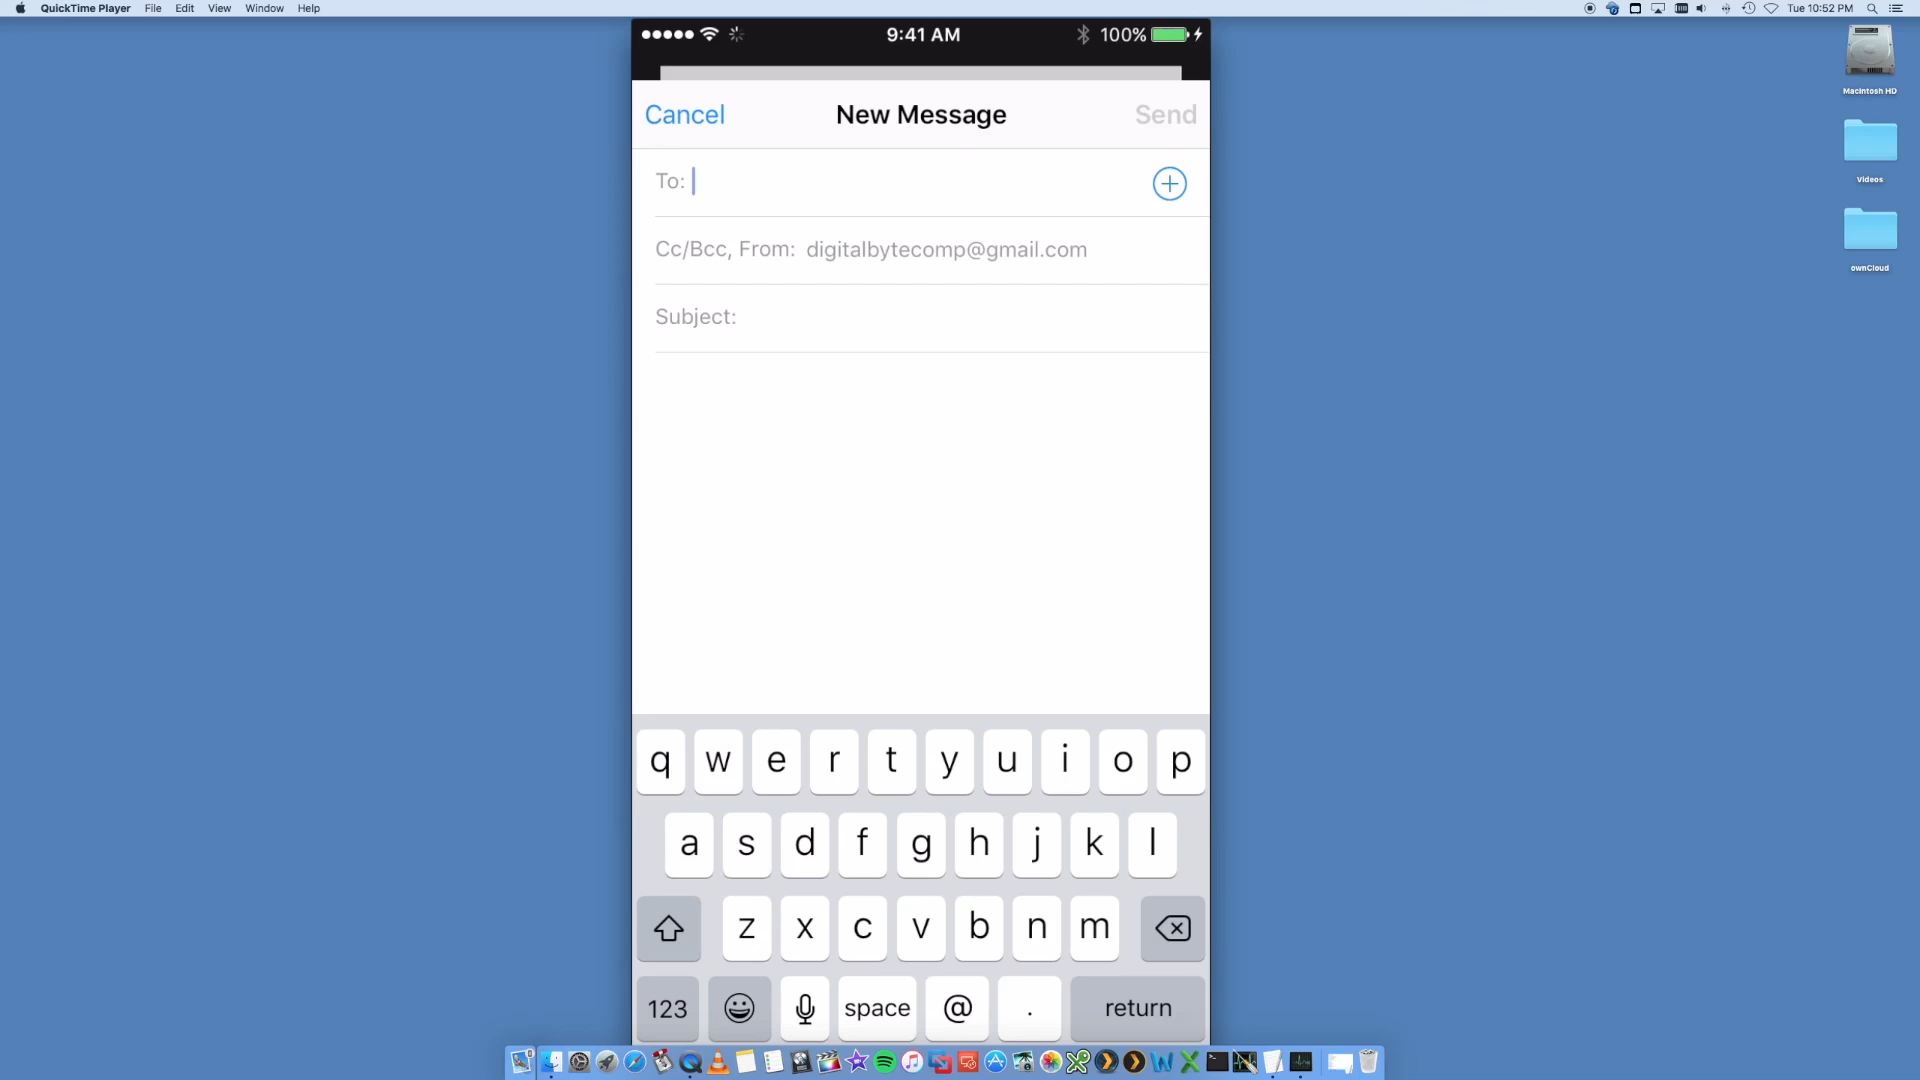 QuickTime Player File Edit View Window Help Tue 10:52 PM
9:41 AM 100%
Macintosh HD
Cancel New Message Send
To:
Videos
Cc/Bcc, From: digitalbytecomp@gmail.com
ownCloud
Subject:
q w e r t y u i o p
a s d f g h j k l
z x c v b n m
123 space @ . return